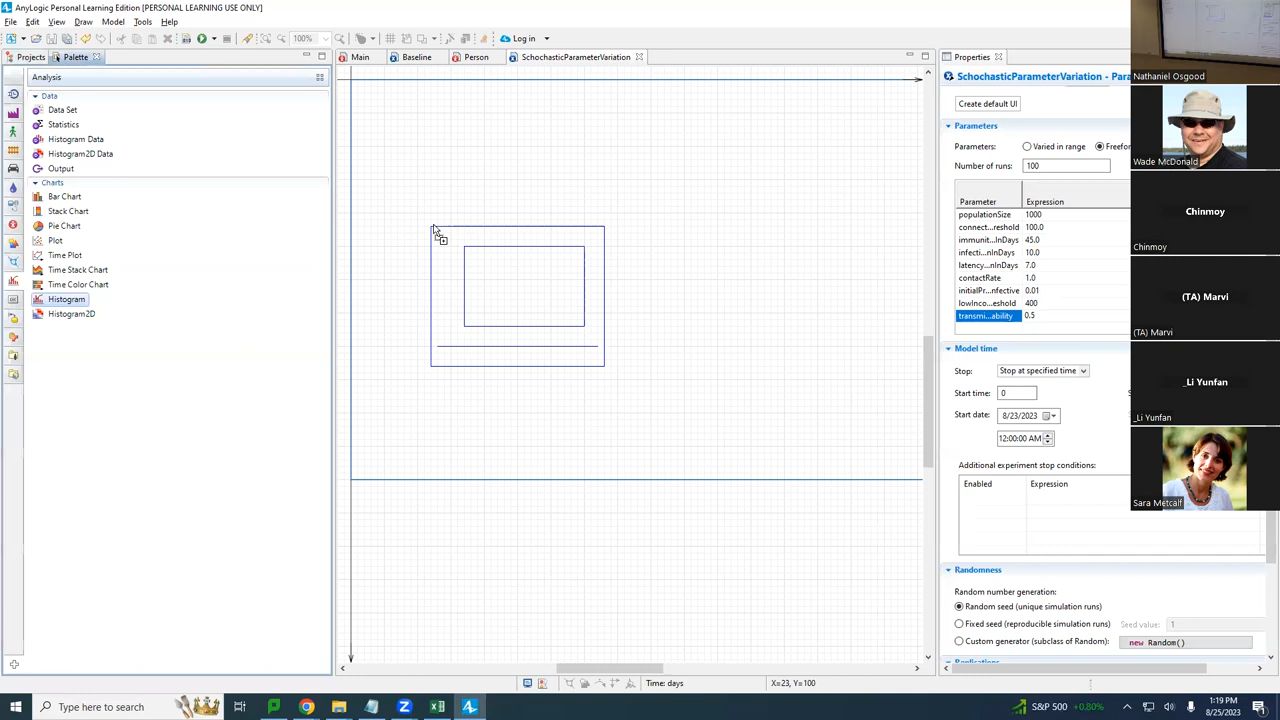 AnyLogic Personal Learning Edition [PERSONAL LEARNING USE ONLY]
File Edit View Draw Model Tools Help
100%
Log in
Projects
Palette
Main
Baseline
Person
SchochasticParameterVariation
Properties
Analysis
Data
Data Set
Statistics
Histogram Data
Histogram2D Data
Output
Charts
Bar Chart
Stack Chart
Pie Chart
Plot
Time Plot
Time Stack Chart
Time Color Chart
Histogram
Histogram2D
SchochasticParameterVariation - Para
Create default UI
Parameters
Parameters: Varied in range Freeform
Number of runs: 100
Parameter Expression
populationSize 1000
connect...reshold 100.0
immunit...InDays 45.0
infecti...nInDays 10.0
latency...nInDays 7.0
contactRate 1.0
initialPr...nfective 0.01
lowInco...eshold 400
transmi...ability 0.5
Model time
Stop: Stop at specified time
Start time: 0
Start date: 8/23/2023
12:00:00 AM
Additional experiment stop conditions:
Enabled Expression
Randomness
Random number generation:
Random seed (unique simulation runs)
Fixed seed (reproducible simulation runs) Seed value: 1
Custom generator (subclass of Random): new Random()
Replications
Nathaniel Osgood
Wade McDonald
Chinmoy
Chinmoy
(TA) Marvi
(TA) Marvi
_Li Yunfan
_Li Yunfan
Sara Metcalf
Time: days
X=23, Y=100
Type here to search
S&P 500 +0.80%
1:19 PM
8/25/2023